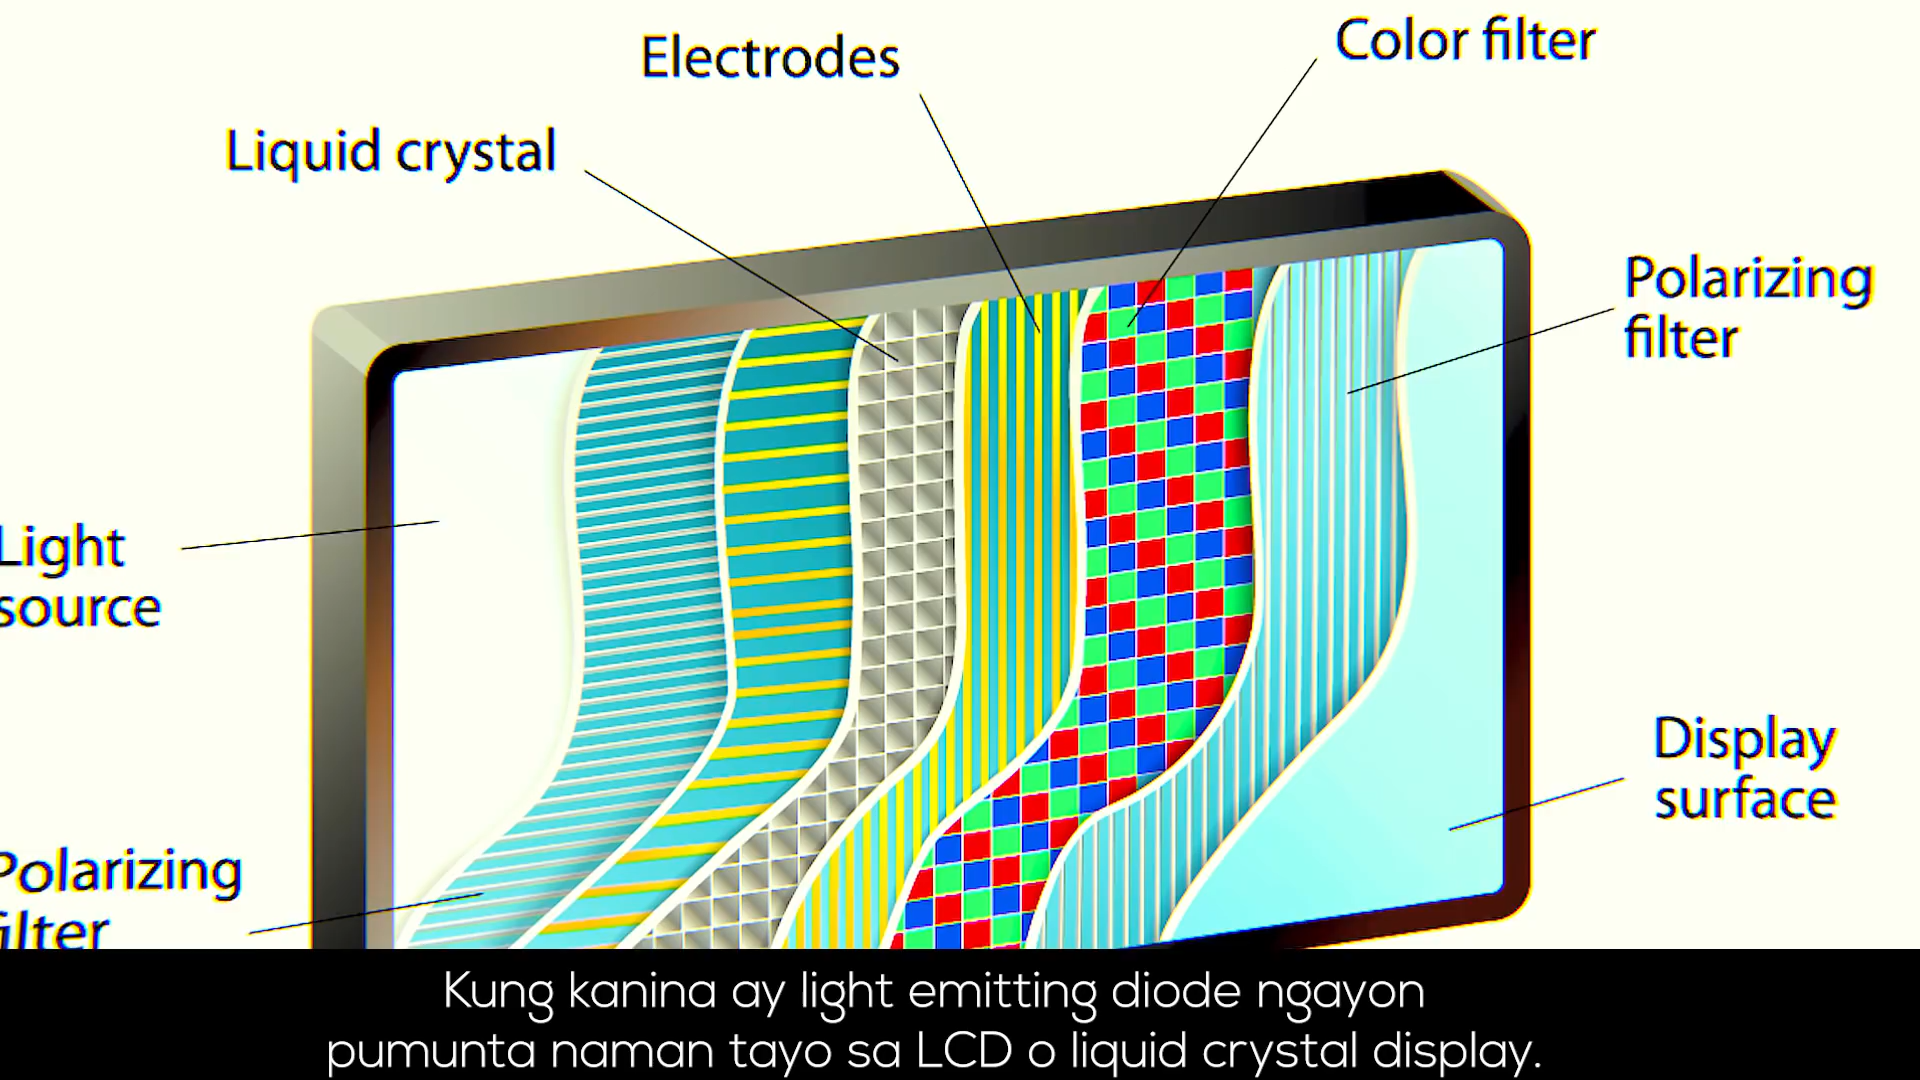 Electrodes
Color filter
Liquid crystal
Polarizing
filter
Light
source
Display
surface
Polarizing
filter
Kung kanina ay light emitting diode ngayon
pumunta naman tayo sa LCD o liquid crystal display.